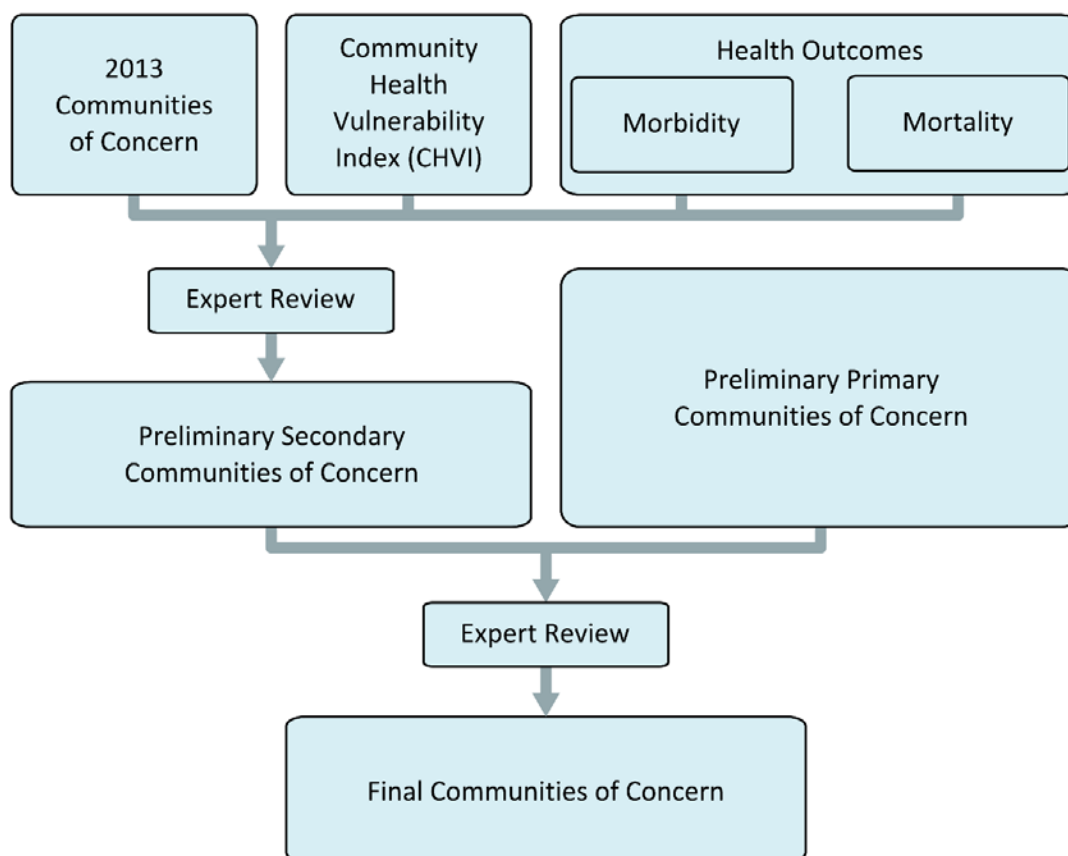 2013
Communities
of Concern
Community
Health
Vulnerability
Index (CHVI)
Health Outcomes
Morbidity
Mortality
Expert Review
Preliminary Primary
Communities of Concern
Preliminary Secondary
Communities of Concern
Expert Review
Final Communities of Concern